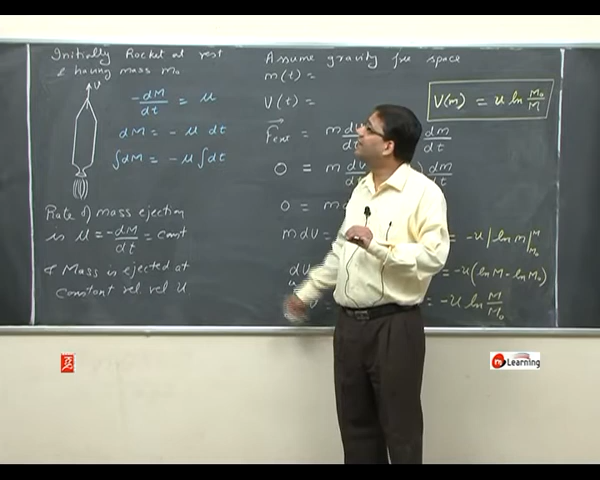 Initially Rocket at rest
& having mass m₀
V
-dM/dt = μ
dM = -μ dt
∫dM = -μ∫dt
Rate of mass ejection
is μ = -dM/dt = const
& Mass is ejected at
constant rel. vel u
Assume gravity free space
m(t) =
V(t) =
F⃗ext = m dv/dt dm/dt
0 = m dv/dt dm/dt
0 =
m dv =
V(m) = u ln M₀/M
= -u |ln m|ᴹ_M₀
= -u (ln M - ln M₀)
= -u ln M/M₀
Learning